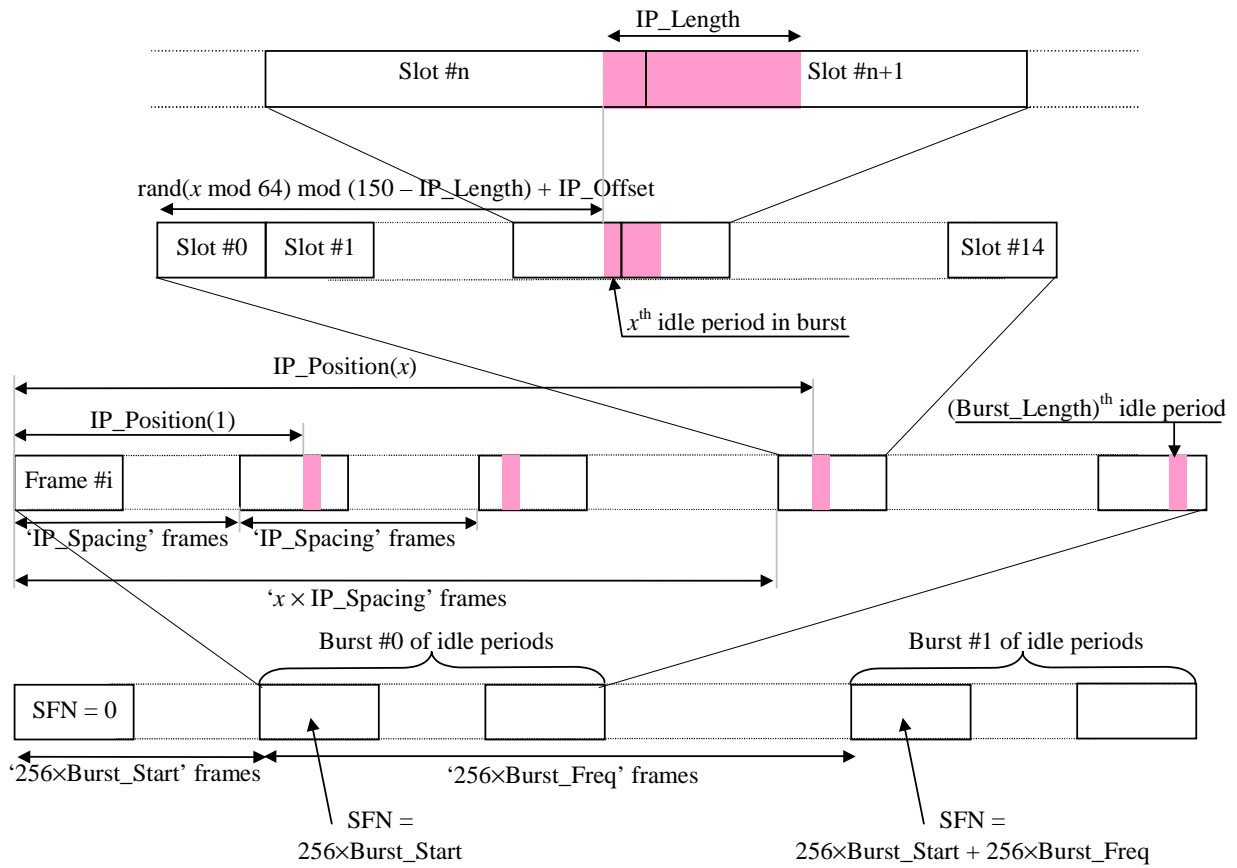 IP_Length
Slot #n
Slot #n+1
rand(x mod 64) mod (150 – IP_Length) + IP_Offset
Slot #0
Slot #1
Slot #14
xth idle period in burst
IP_Position(x)
(Burst_Length)th idle period
IP_Position(1)
Frame #i
‘IP_Spacing’ frames
‘IP_Spacing’ frames
‘x × IP_Spacing’ frames
Burst #0 of idle periods
Burst #1 of idle periods
SFN = 0
‘256×Burst_Start’ frames
‘256×Burst_Freq’ frames
SFN =
256×Burst_Start
SFN =
256×Burst_Start + 256×Burst_Freq